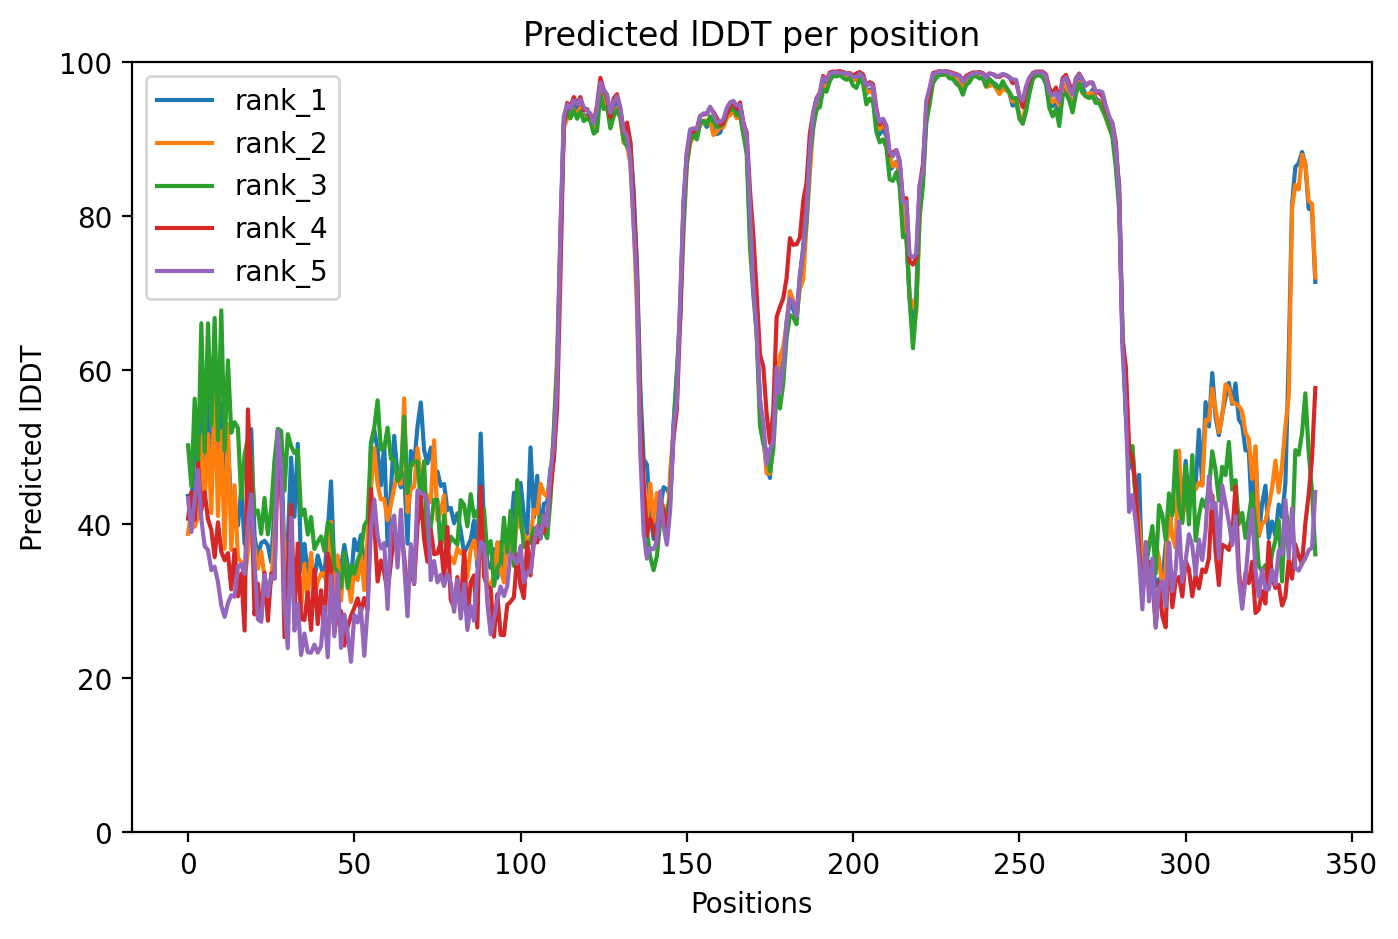 Predicted lDDT per position
100
80
60
40
20
0
Predicted lDDT
rank_1
rank_2
rank_3
rank_4
rank_5
0 50 100 150 200 250 300 350
Positions